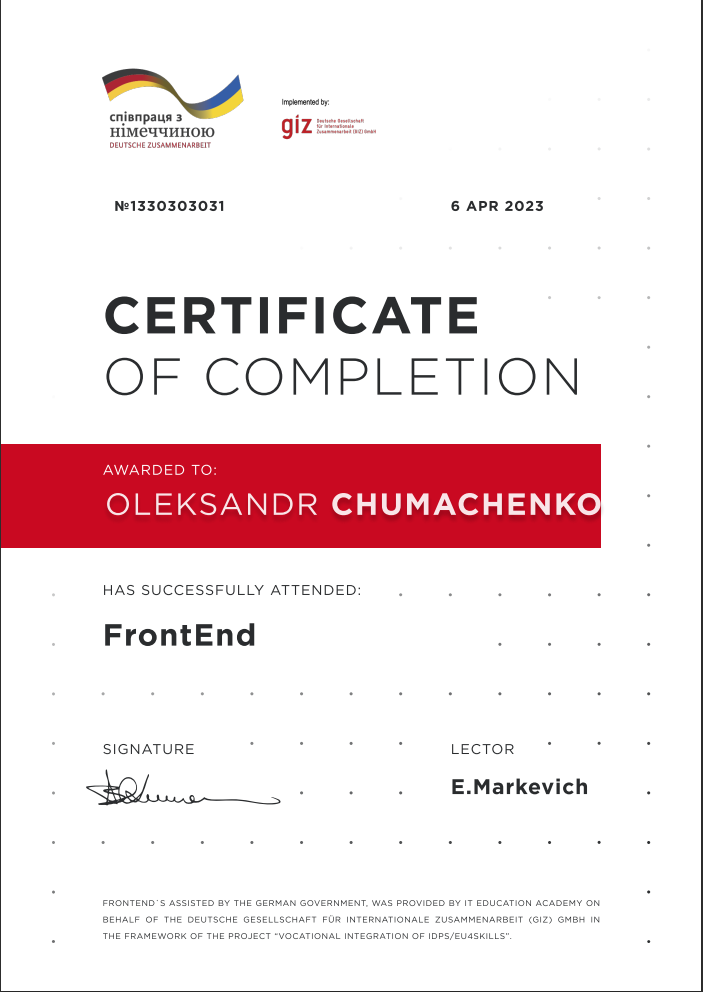 співпраця з
німеччиною
DEUTSCHE ZUSAMMENARBEIT
Implemented by:
giz
Deutsche Gesellschaft
für Internationale
Zusammenarbeit (GIZ) GmbH
№1330303031
6 APR 2023
CERTIFICATE
OF COMPLETION
AWARDED TO:
OLEKSANDR CHUMACHENKO
HAS SUCCESSFULLY ATTENDED:
FrontEnd
SIGNATURE
LECTOR
E.Markevich
FRONTEND`S ASSISTED BY THE GERMAN GOVERNMENT, WAS PROVIDED BY IT EDUCATION ACADEMY ON
BEHALF OF THE DEUTSCHE GESELLSCHAFT FÜR INTERNATIONALE ZUSAMMENARBEIT (GIZ) GMBH IN
THE FRAMEWORK OF THE PROJECT “VOCATIONAL INTEGRATION OF IDPS/EU4SKILLS”.